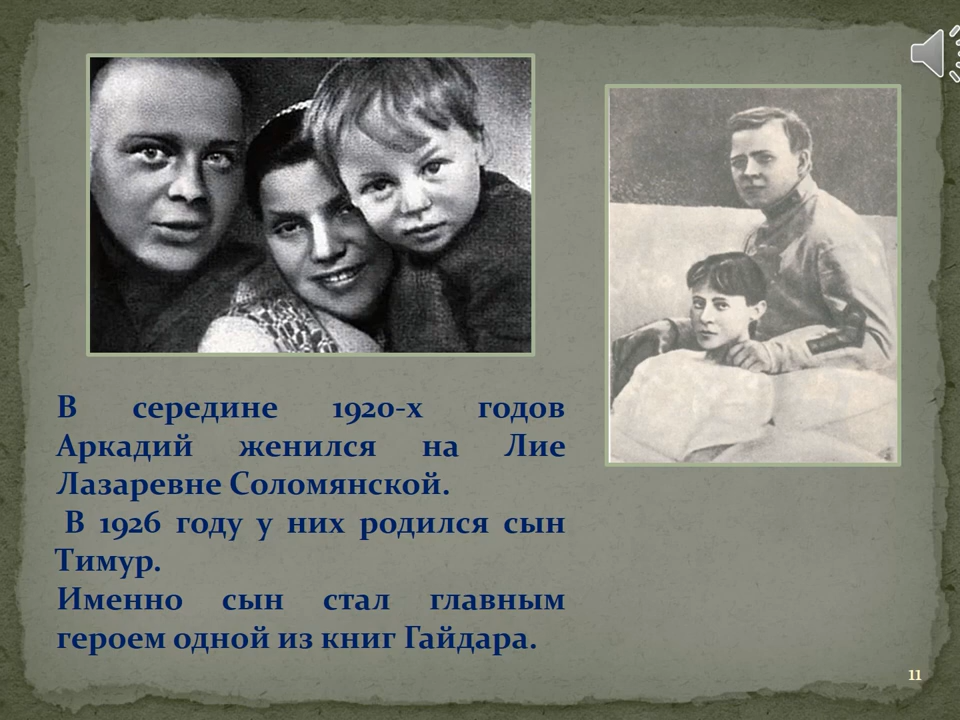 В середине 1920-х годов
Аркадий женился на Лие
Лазаревне Соломянской.
В 1926 году у них родился сын
Тимур.
Именно сын стал главным
героем одной из книг Гайдара.
11